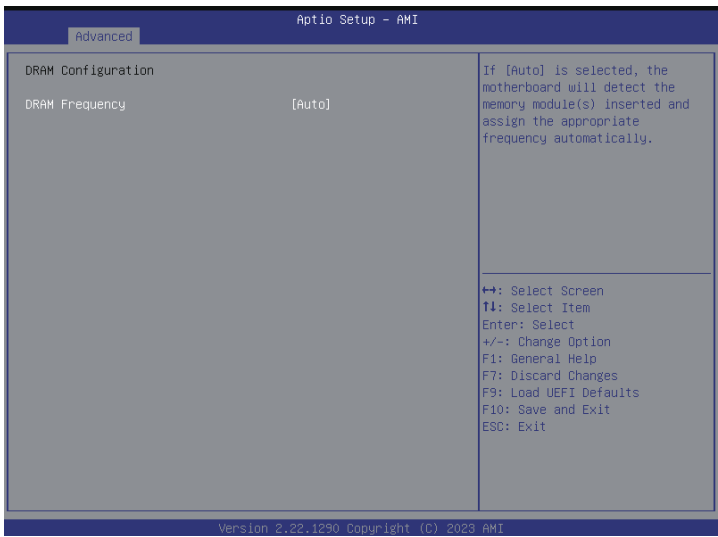 Aptio Setup – AMI
Advanced
DRAM Configuration
DRAM Frequency [Auto]
If [Auto] is selected, the
motherboard will detect the
memory module(s) inserted and
assign the appropriate
frequency automatically.
↔: Select Screen
↑↓: Select Item
Enter: Select
+/-: Change Option
F1: General Help
F7: Discard Changes
F9: Load UEFI Defaults
F10: Save and Exit
ESC: Exit
Version 2.22.1290 Copyright (C) 2023 AMI